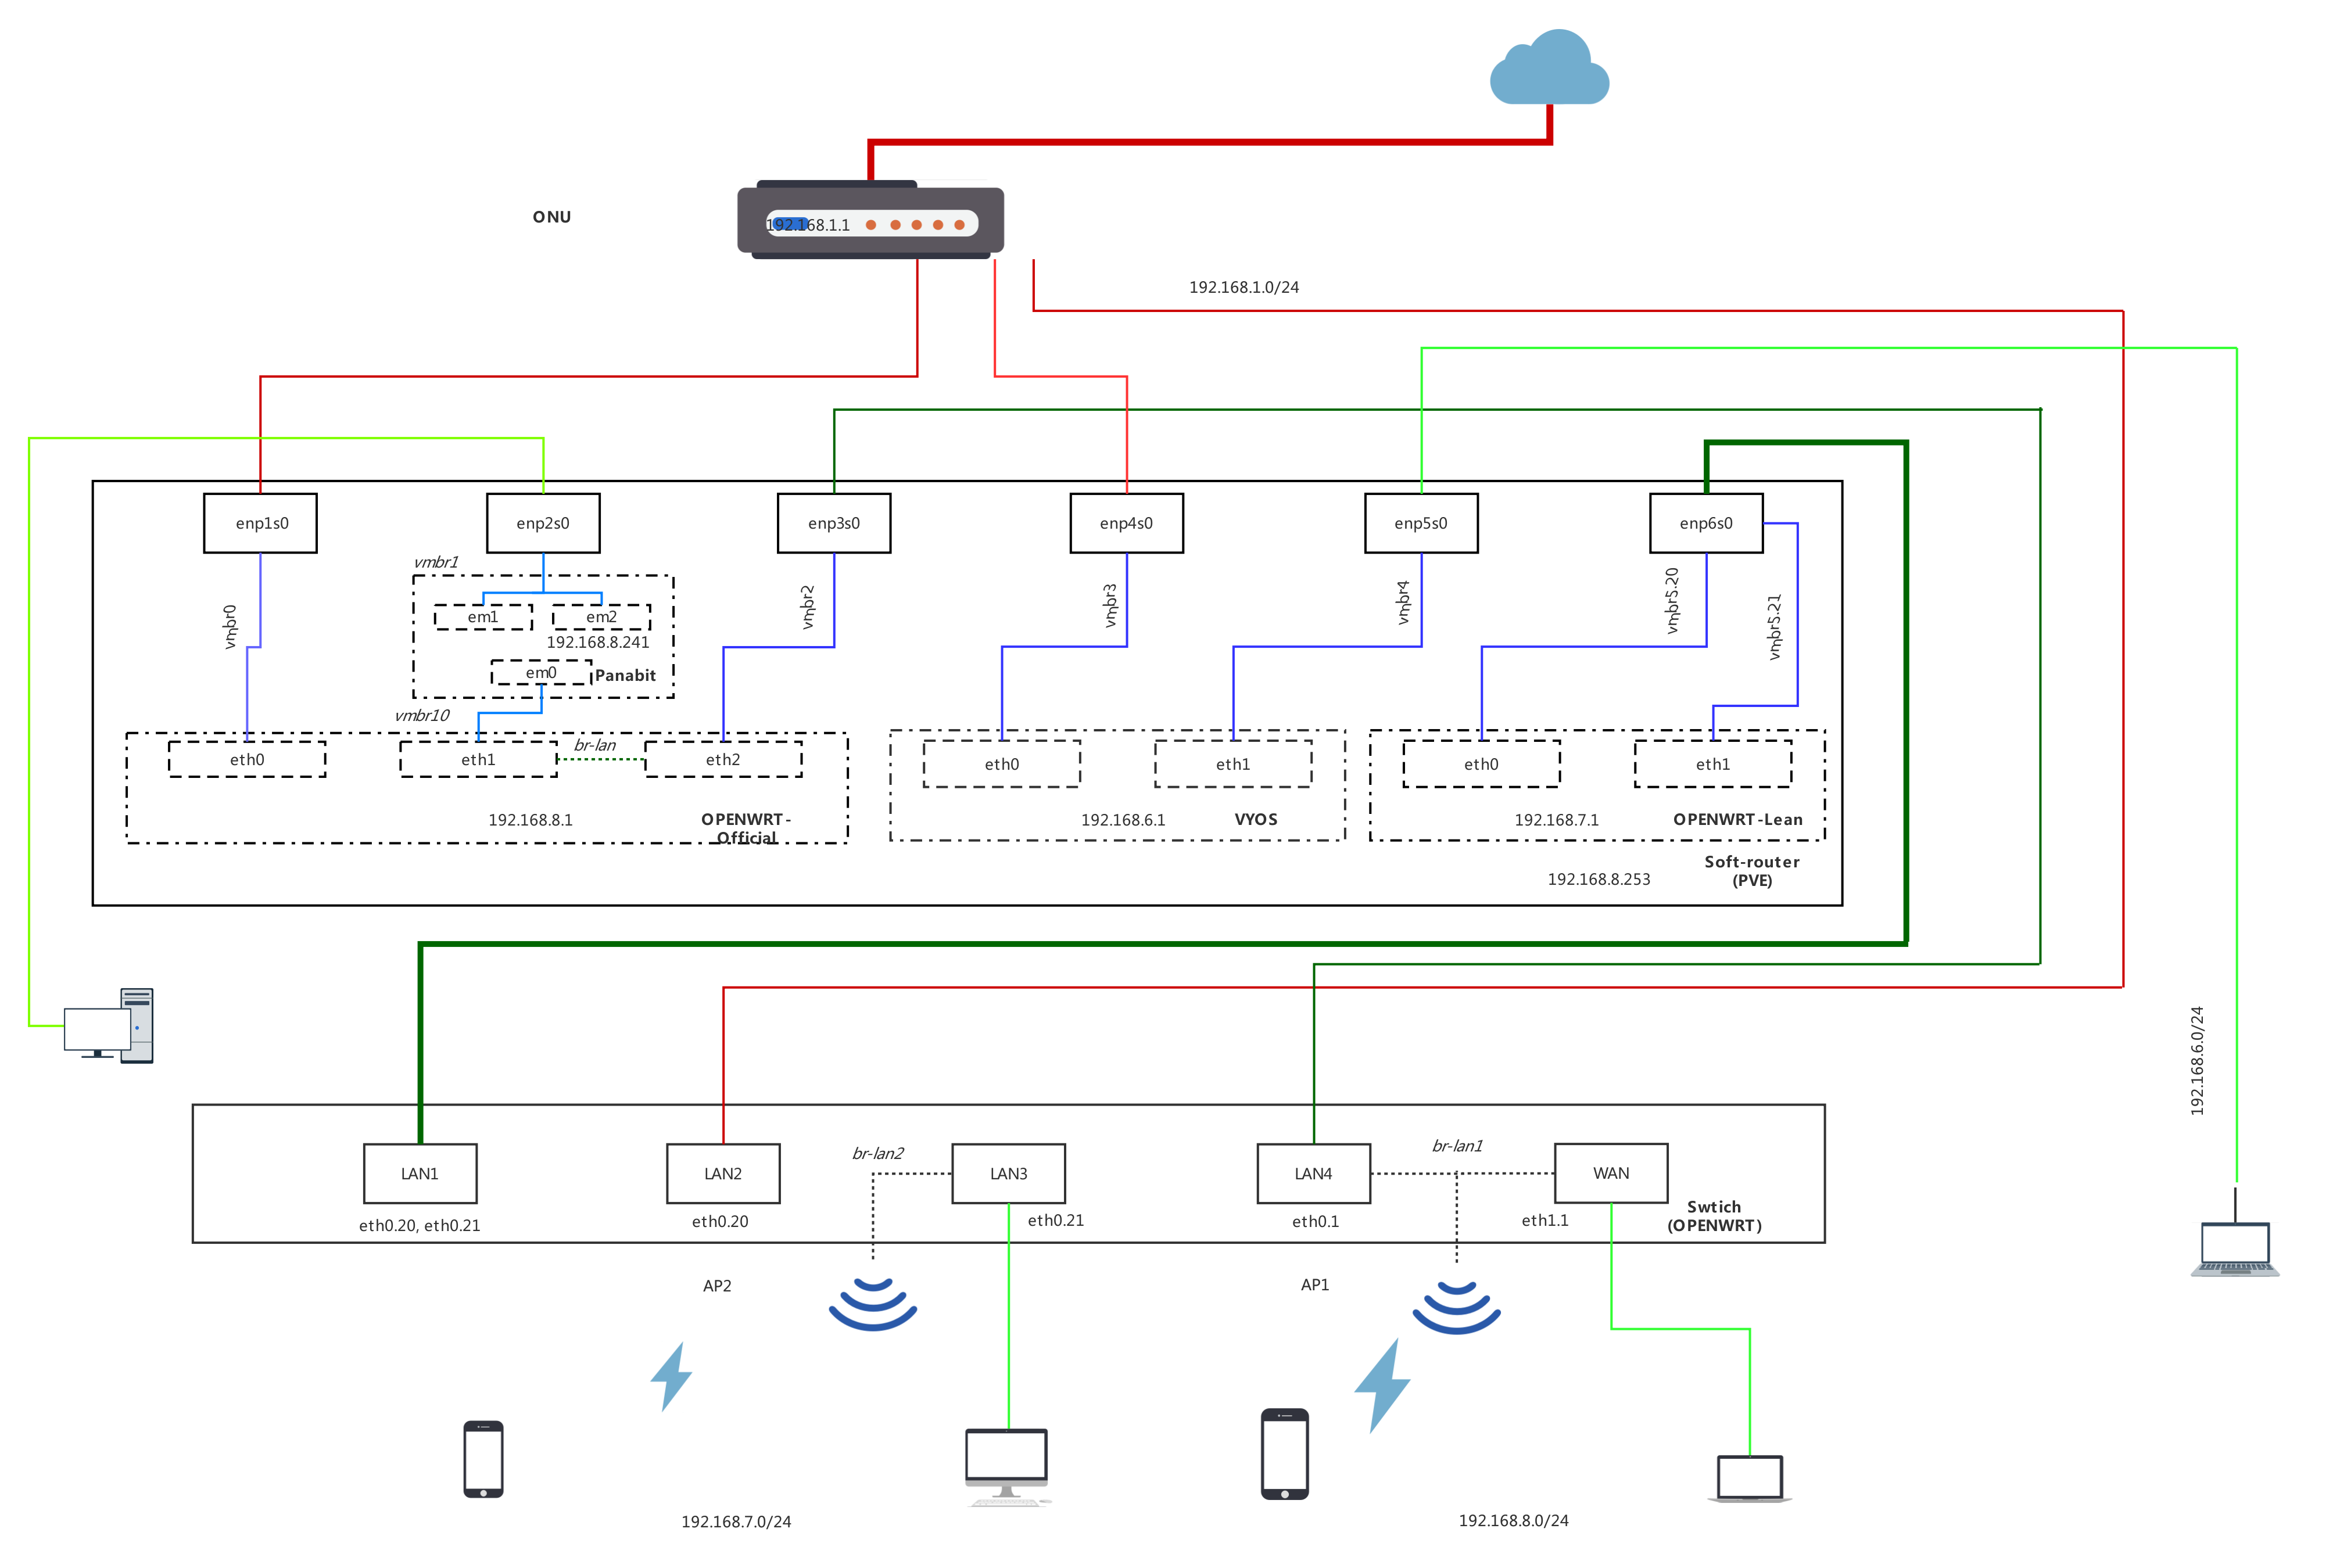 ONU
192.168.1.1
192.168.1.0/24
enp1s0
enp2s0
enp3s0
enp4s0
enp5s0
enp6s0
vmbr1
vmbr0
em1
em2
192.168.8.241
em0
Panabit
vmbr2
vmbr3
vmbr4
vmbr5.20
vmbr5.21
vmbr10
eth0
eth1
br-lan
eth2
192.168.8.1
OPENWRT-
Official
eth0
eth1
192.168.6.1
VYOS
eth0
eth1
192.168.7.1
OPENWRT-Lean
Soft-router
(PVE)
192.168.8.253
192.168.6.0/24
LAN1
LAN2
br-lan2
LAN3
LAN4
br-lan1
WAN
eth0.20, eth0.21
eth0.20
eth0.21
eth0.1
eth1.1
Swtich
(OPENWRT)
AP2
AP1
192.168.7.0/24
192.168.8.0/24